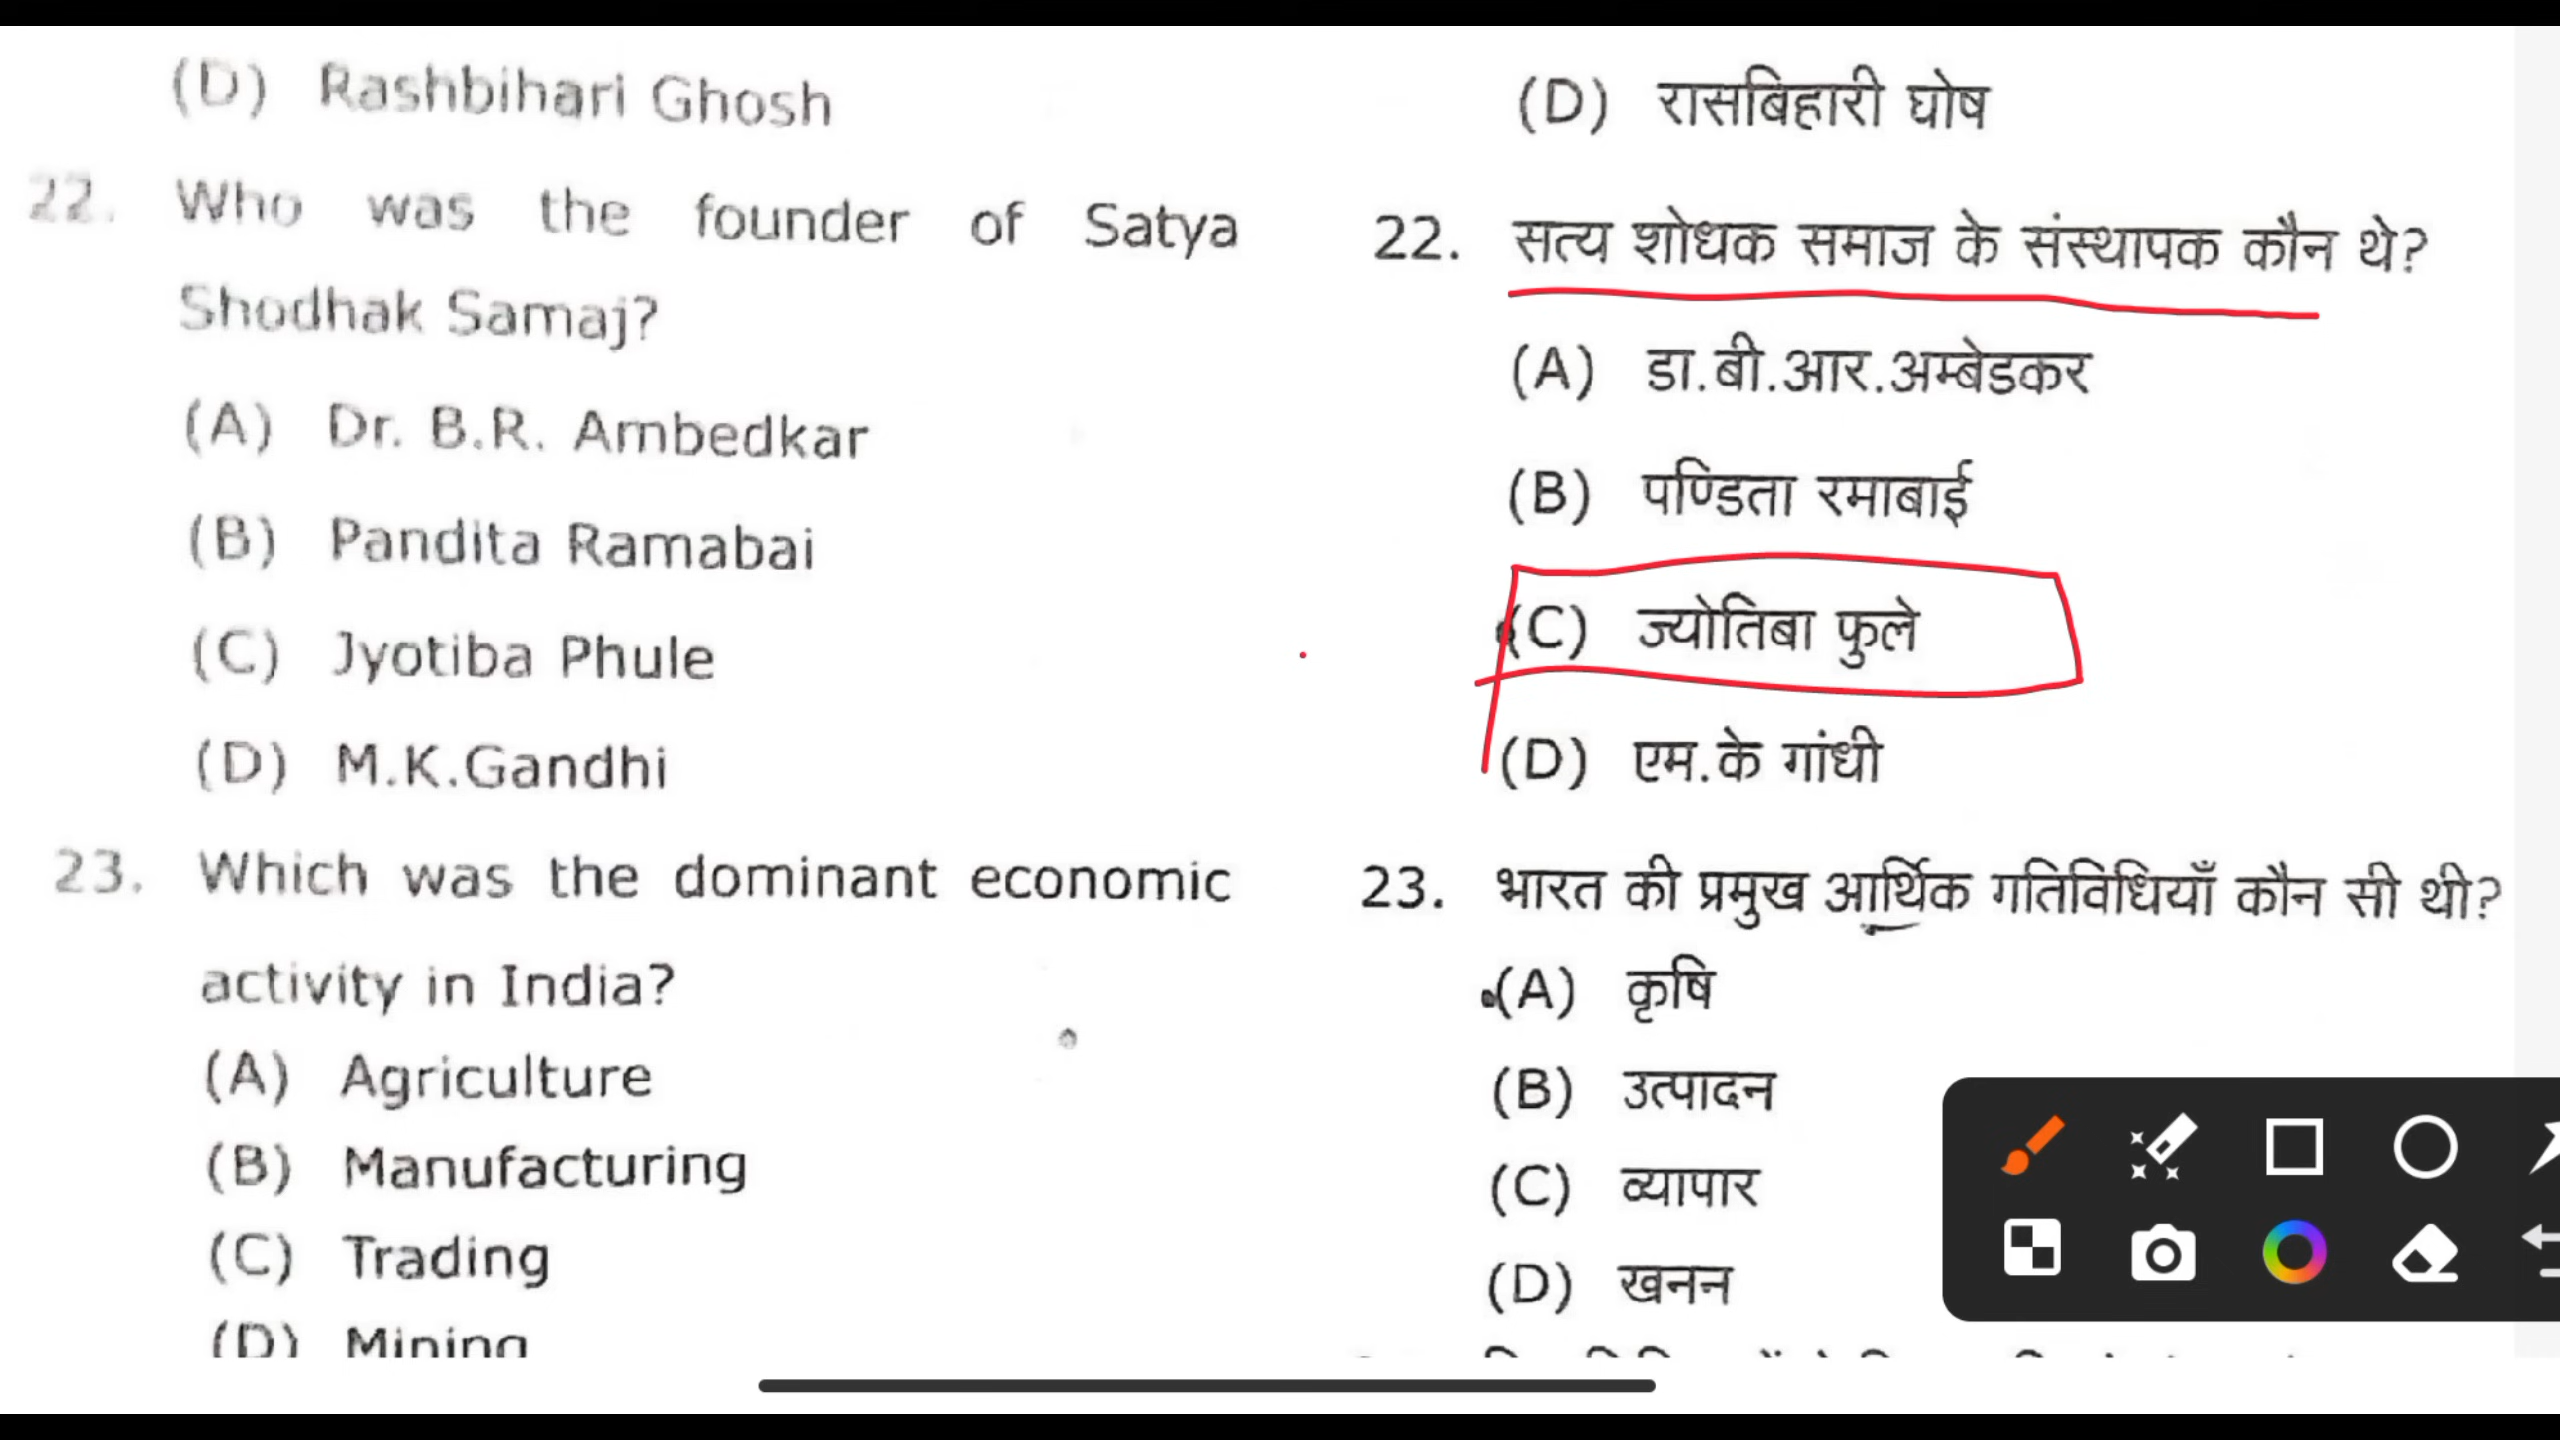 (D) Rashbihari Ghosh
22. Who was the founder of Satya
Shodhak Samaj?
(A) Dr. B.R. Ambedkar
(B) Pandita Ramabai
(C) Jyotiba Phule
(D) M.K.Gandhi
23. Which was the dominant economic
activity in India?
(A) Agriculture
(B) Manufacturing
(C) Trading
(D) Mining
(D) रासबिहारी घोष
22. सत्य शोधक समाज के संस्थापक कौन थे?
(A) डा.बी.आर.अम्बेडकर
(B) पण्डिता रमाबाई
(C) ज्योतिबा फुले
(D) एम.के गांधी
23. भारत की प्रमुख आर्थिक गतिविधियाँ कौन सी थी?
(A) कृषि
(B) उत्पादन
(C) व्यापार
(D) खनन